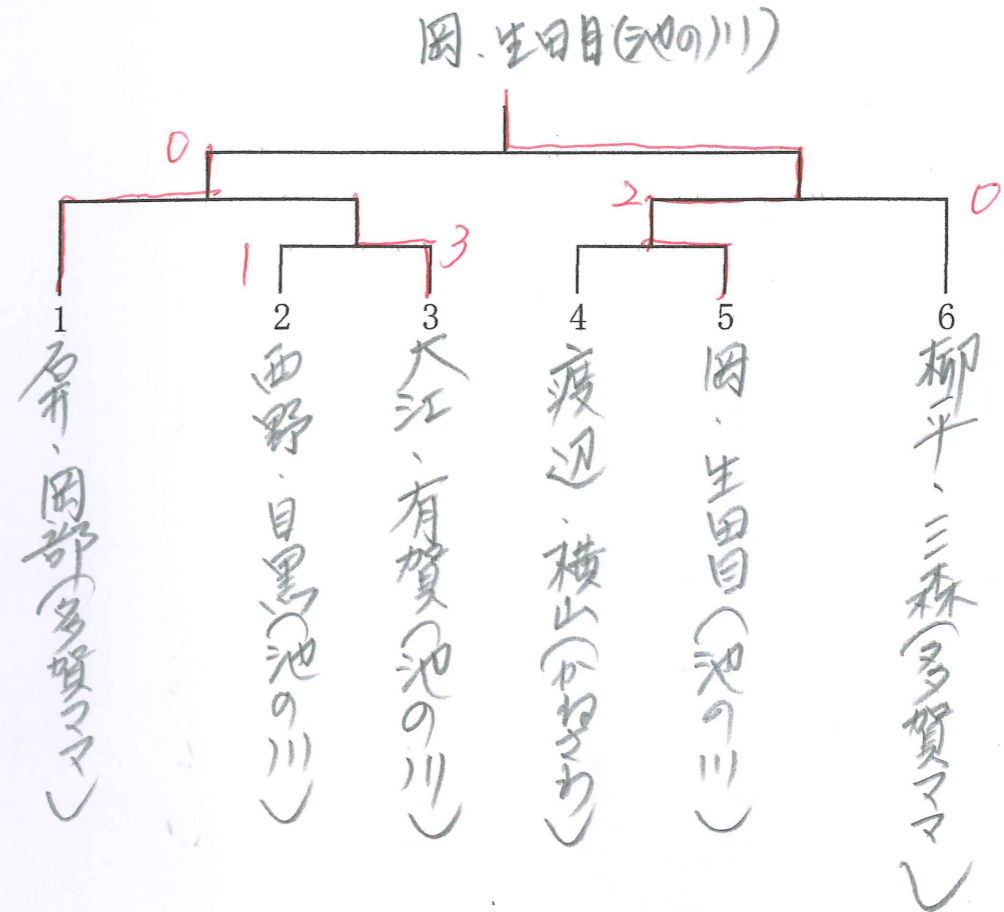 岡、生田目(池の川)
0
2
0
1
3
1
2
3
4
5
6
石井、岡部(多賀ママ)
西野、目黒(池の川)
大江、有賀(池の川)
渡辺、横山(かねさわ)
岡、生田目(池の川)
柳平、三森(多賀ママ)